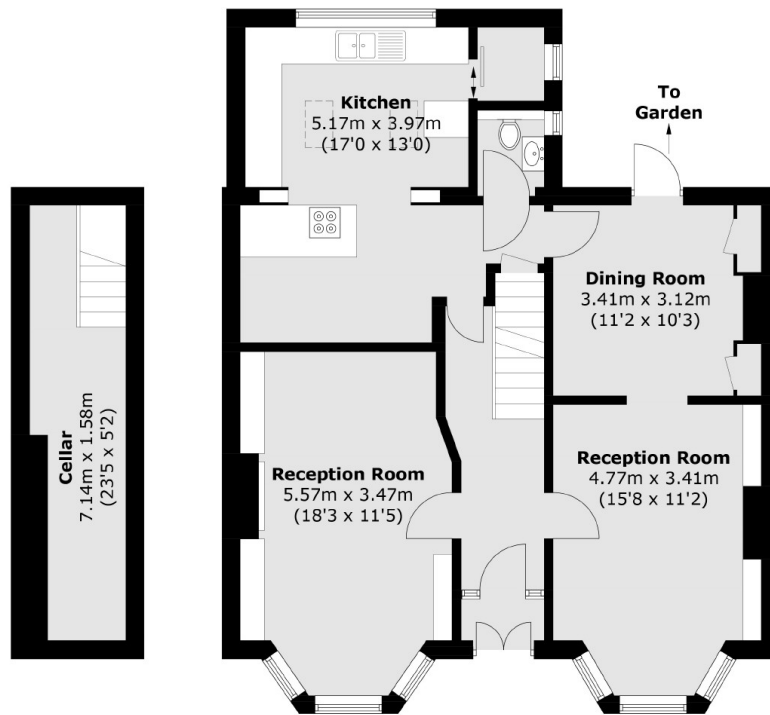 Kitchen
5.17m x 3.97m
(17'0 x 13'0)
To
Garden
Dining Room
3.41m x 3.12m
(11'2 x 10'3)
Cellar
7.14m x 1.58m
(23'5 x 5'2)
Reception Room
5.57m x 3.47m
(18'3 x 11'5)
Reception Room
4.77m x 3.41m
(15'8 x 11'2)